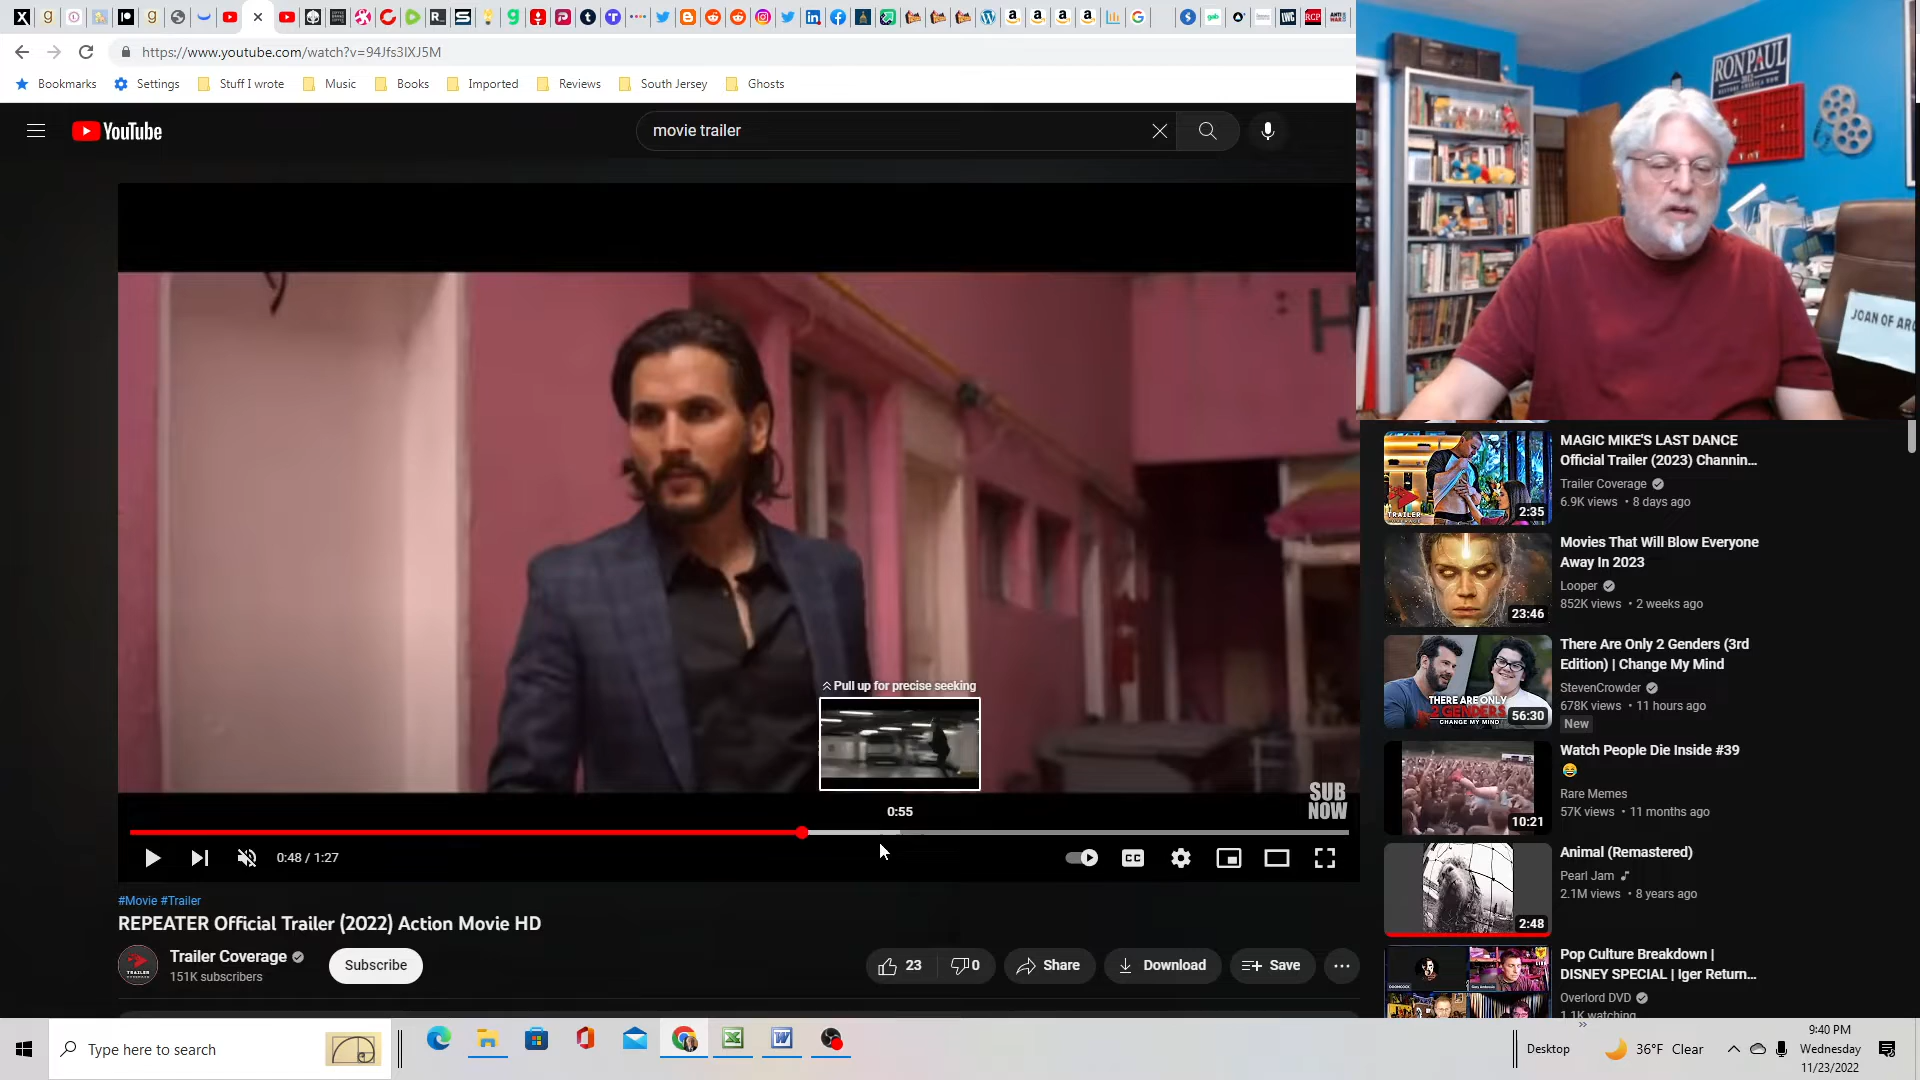 https://www.youtube.com/watch?v=94Jfs3lXJ5M
Bookmarks Settings Stuff I wrote Music Books Imported Reviews South Jersey Ghosts
YouTube
movie trailer
RON PAUL
JOAN OF ARC
Pull up for precise seeking
0:55
SUB
NOW
0:48 / 1:27
CC
#Movie #Trailer
REPEATER Official Trailer (2022) Action Movie HD
Trailer Coverage
151K subscribers
Subscribe
23
0
Share
Download
Save
MAGIC MIKE'S LAST DANCE
Official Trailer (2023) Channin...
Trailer Coverage
6.9K views • 8 days ago
TRAILER
2:35
Movies That Will Blow Everyone
Away In 2023
Looper
852K views • 2 weeks ago
23:46
There Are Only 2 Genders (3rd
Edition) | Change My Mind
StevenCrowder
678K views • 11 hours ago
New
THERE ARE ONLY
2 GENDERS
CHANGE MY MIND
56:30
Watch People Die Inside #39
😂
Rare Memes
57K views • 11 months ago
10:21
Animal (Remastered)
Pearl Jam
2.1M views • 8 years ago
2:48
Pop Culture Breakdown |
DISNEY SPECIAL | Iger Return...
Overlord DVD
1.1K watching
Type here to search
Desktop
36°F Clear
9:40 PM
Wednesday
11/23/2022